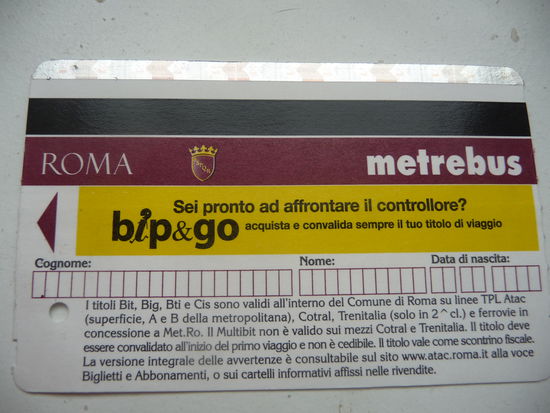 ROMA SPQR metrebus
Sei pronto ad affrontare il controllore?
bip&go acquista e convalida sempre il tuo titolo di viaggio
Cognome: Nome: Data di nascita:
I titoli Bit, Big, Bti e Cis sono validi all'interno del Comune di Roma su linee TPL Atac
(superficie, A e B della metropolitana), Cotral, Trenitalia (solo in 2^cl.) e ferrovie in
concessione a Met.Ro. Il Multibit non è valido sui mezzi Cotral e Trenitalia. Il titolo deve
essere convalidato all'inizio del primo viaggio e non è cedibile. Il titolo vale come scontrino fiscale.
La versione integrale delle avvertenze è consultabile sul sito www.atac.roma.it alla voce
Biglietti e Abbonamenti, o sui cartelli informativi affissi nelle rivendite.